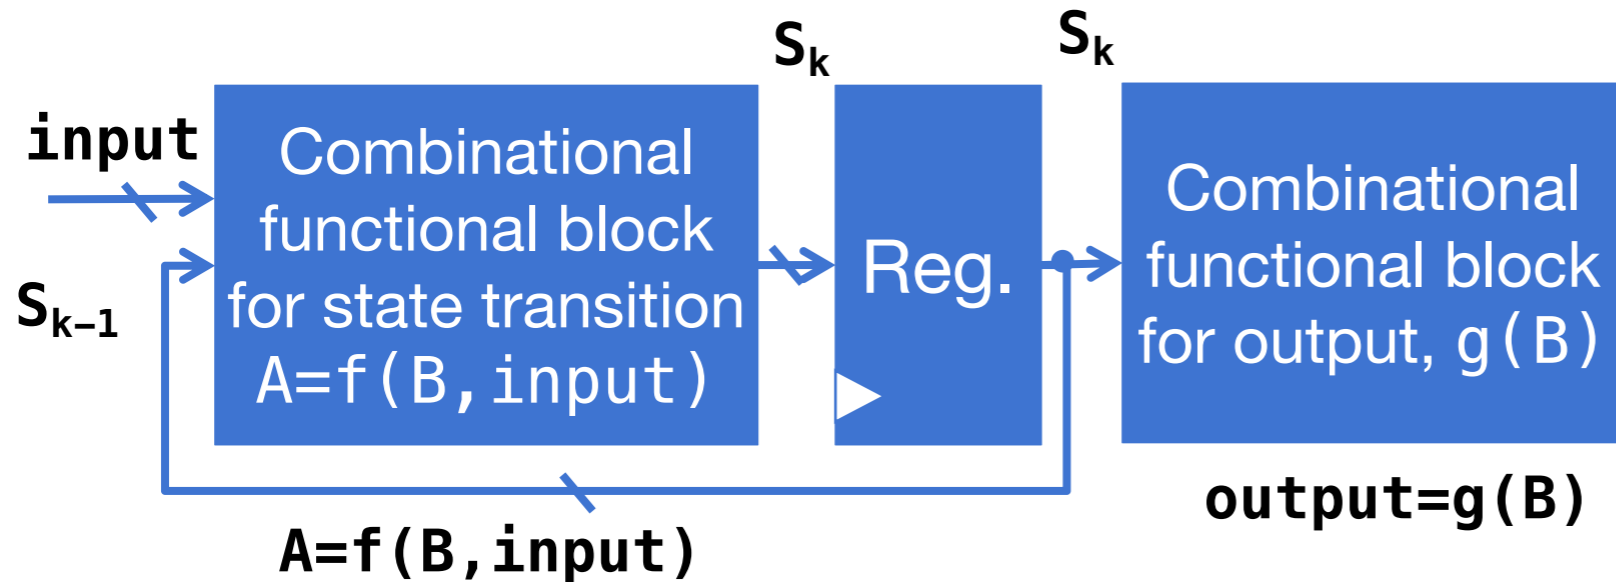 input
S_{k-1}
Combinational
functional block
for state transition
A=f(B,input)
S_k
Reg.
S_k
Combinational
functional block
for output, g(B)
A=f(B,input)
output=g(B)